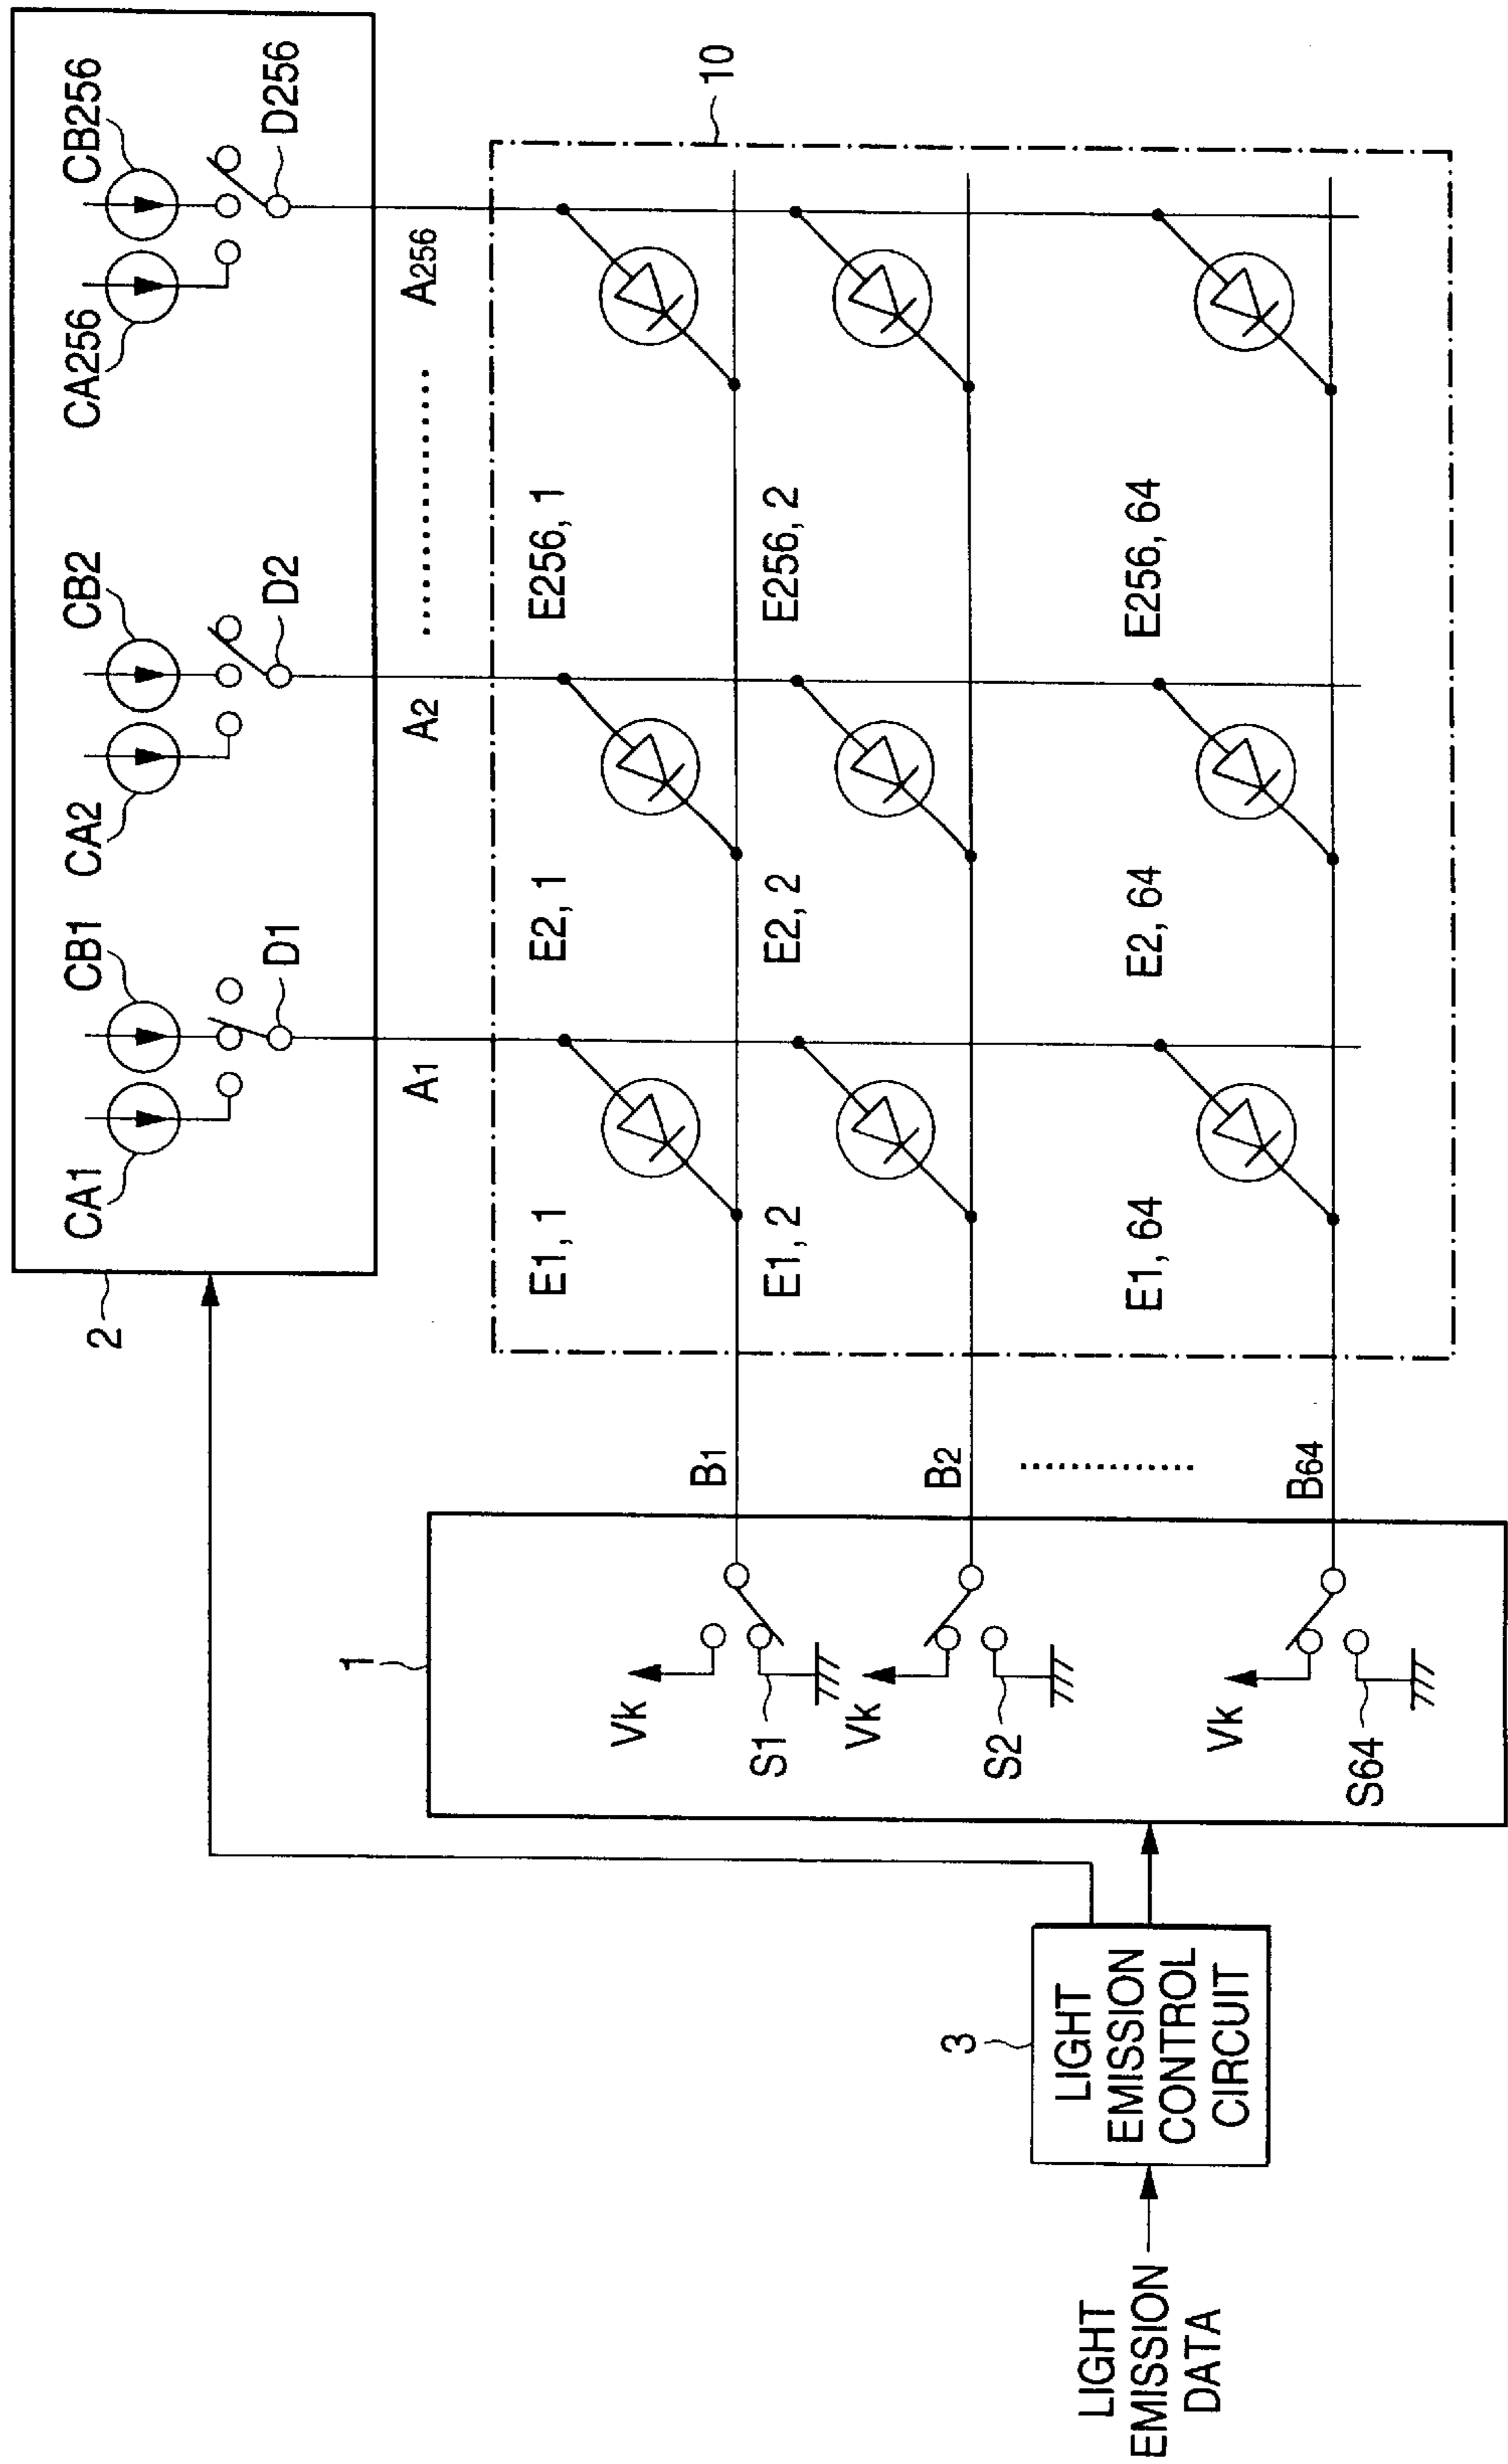 2
CA1
CB1
CA2
CB2
CA256
CB256
D1
D2
D256
A1
A2
............
A256
10
1
Vk
S1
B1
E1, 1
E2, 1
E256, 1
Vk
S2
B2
E1, 2
E2, 2
E256, 2
............
Vk
S64
B64
E1, 64
E2, 64
E256, 64
3
LIGHT
EMISSION
CONTROL
CIRCUIT
LIGHT
EMISSION
DATA